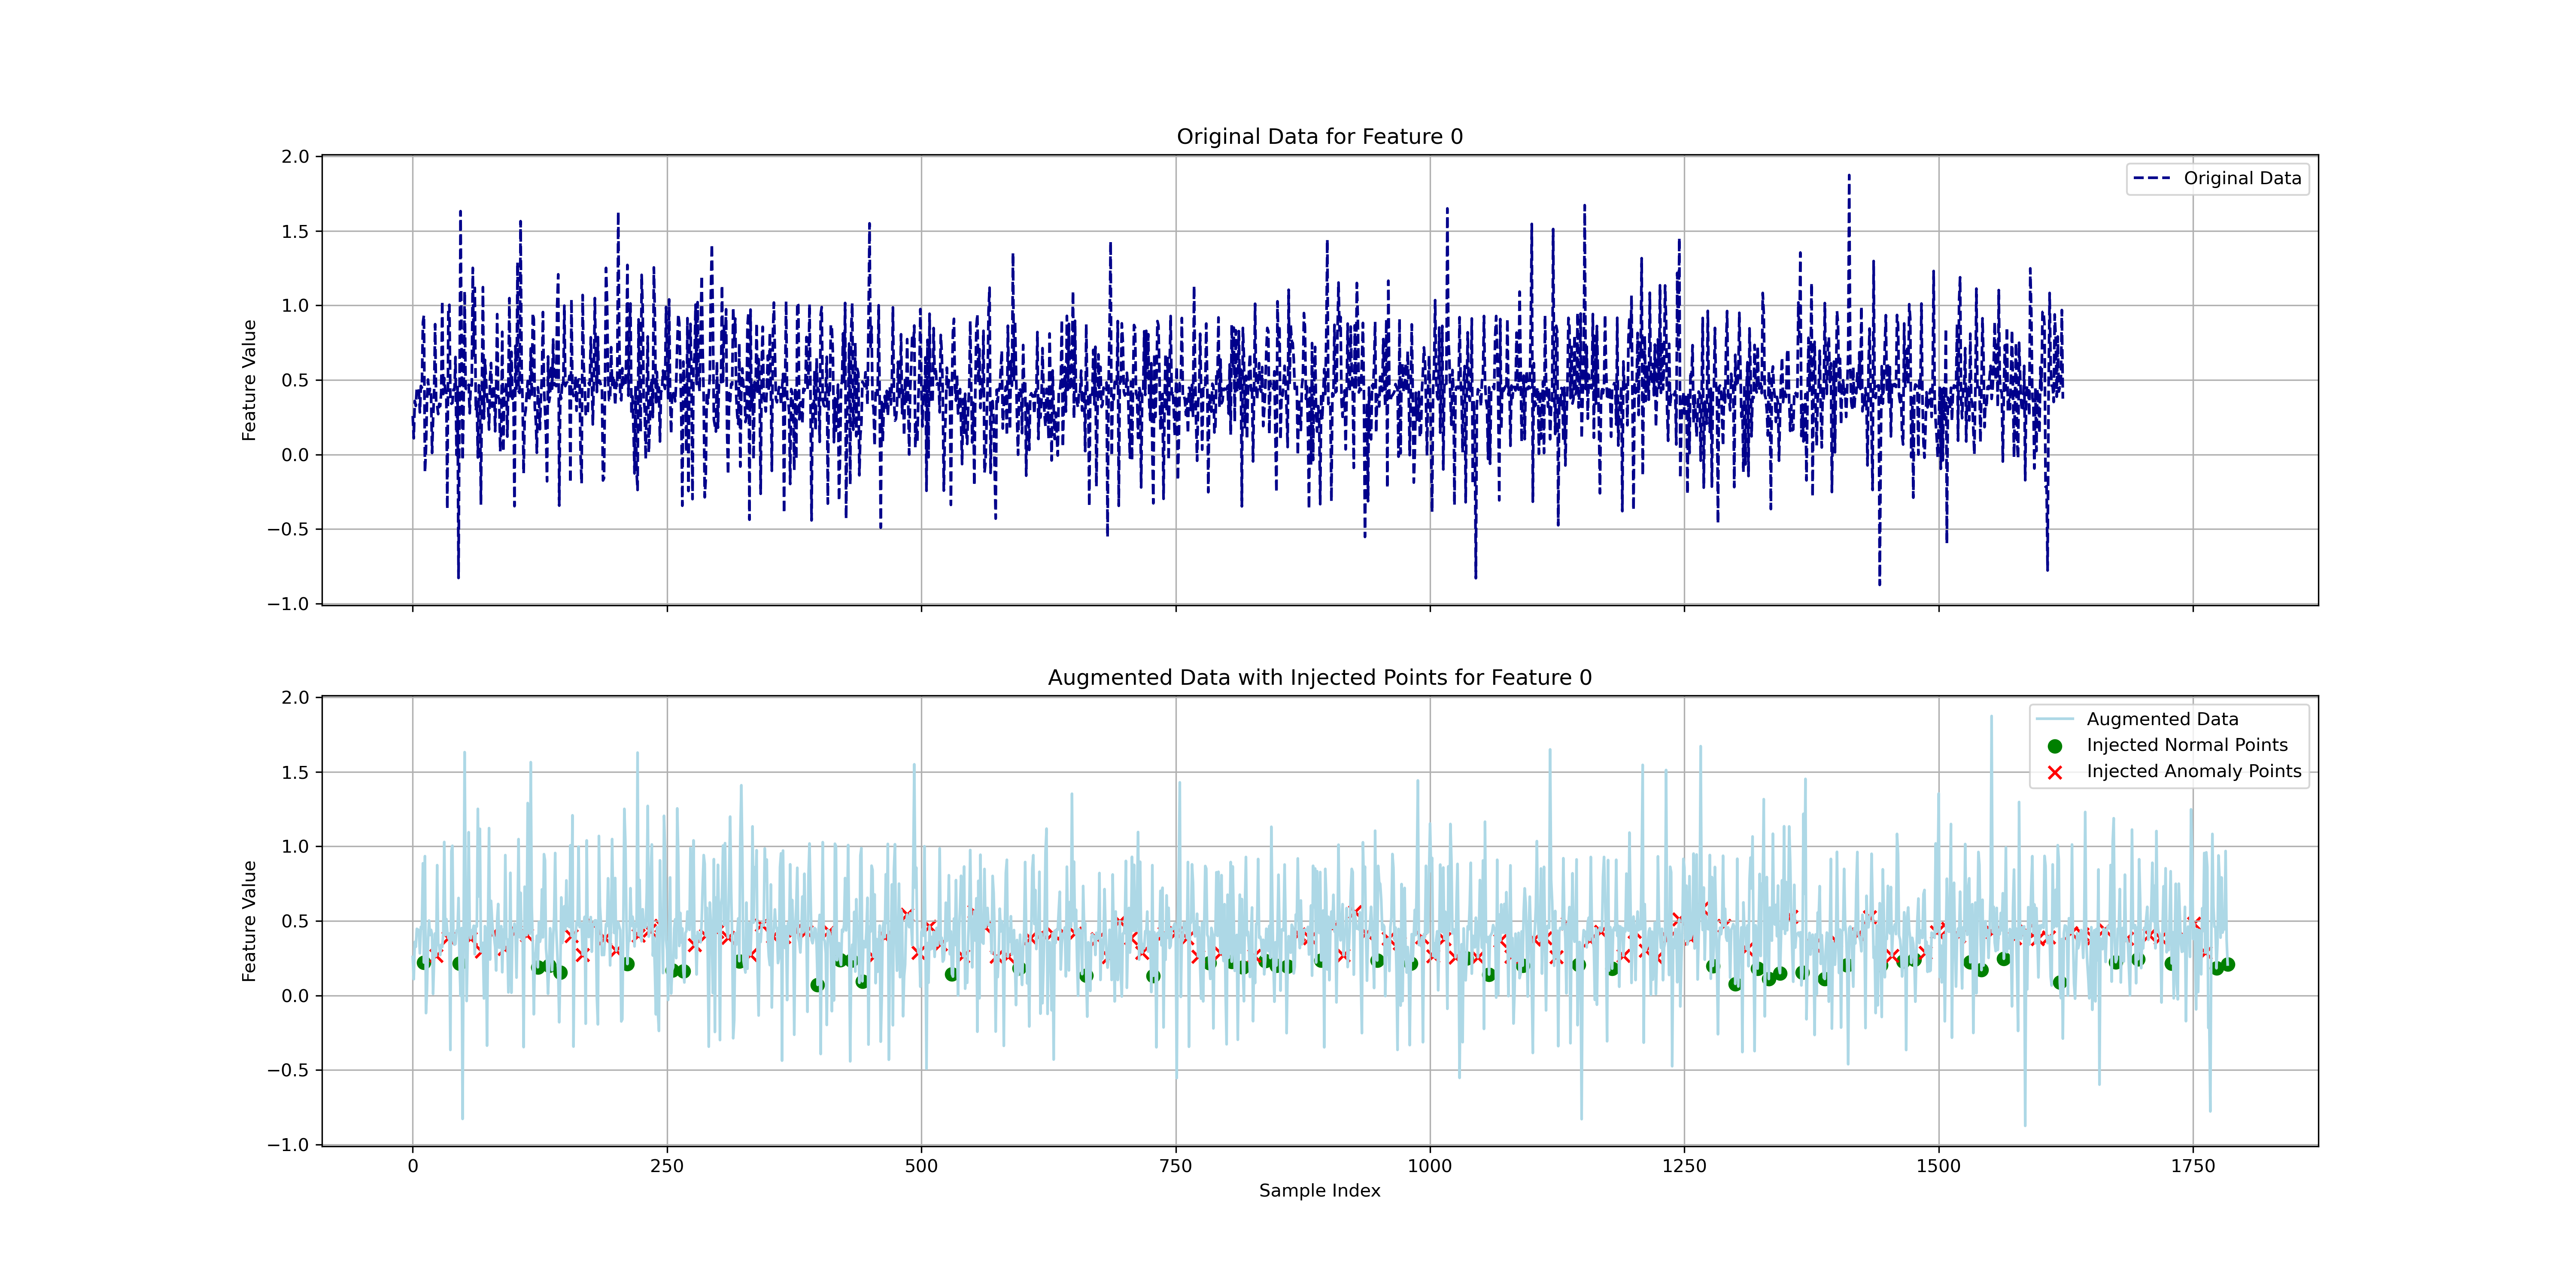 Original Data for Feature 0
2.0
1.5
1.0
0.5
0.0
−0.5
−1.0
Feature Value
Original Data
Augmented Data with Injected Points for Feature 0
2.0
1.5
1.0
0.5
0.0
−0.5
−1.0
Feature Value
Augmented Data
Injected Normal Points
Injected Anomaly Points
0 250 500 750 1000 1250 1500 1750
Sample Index